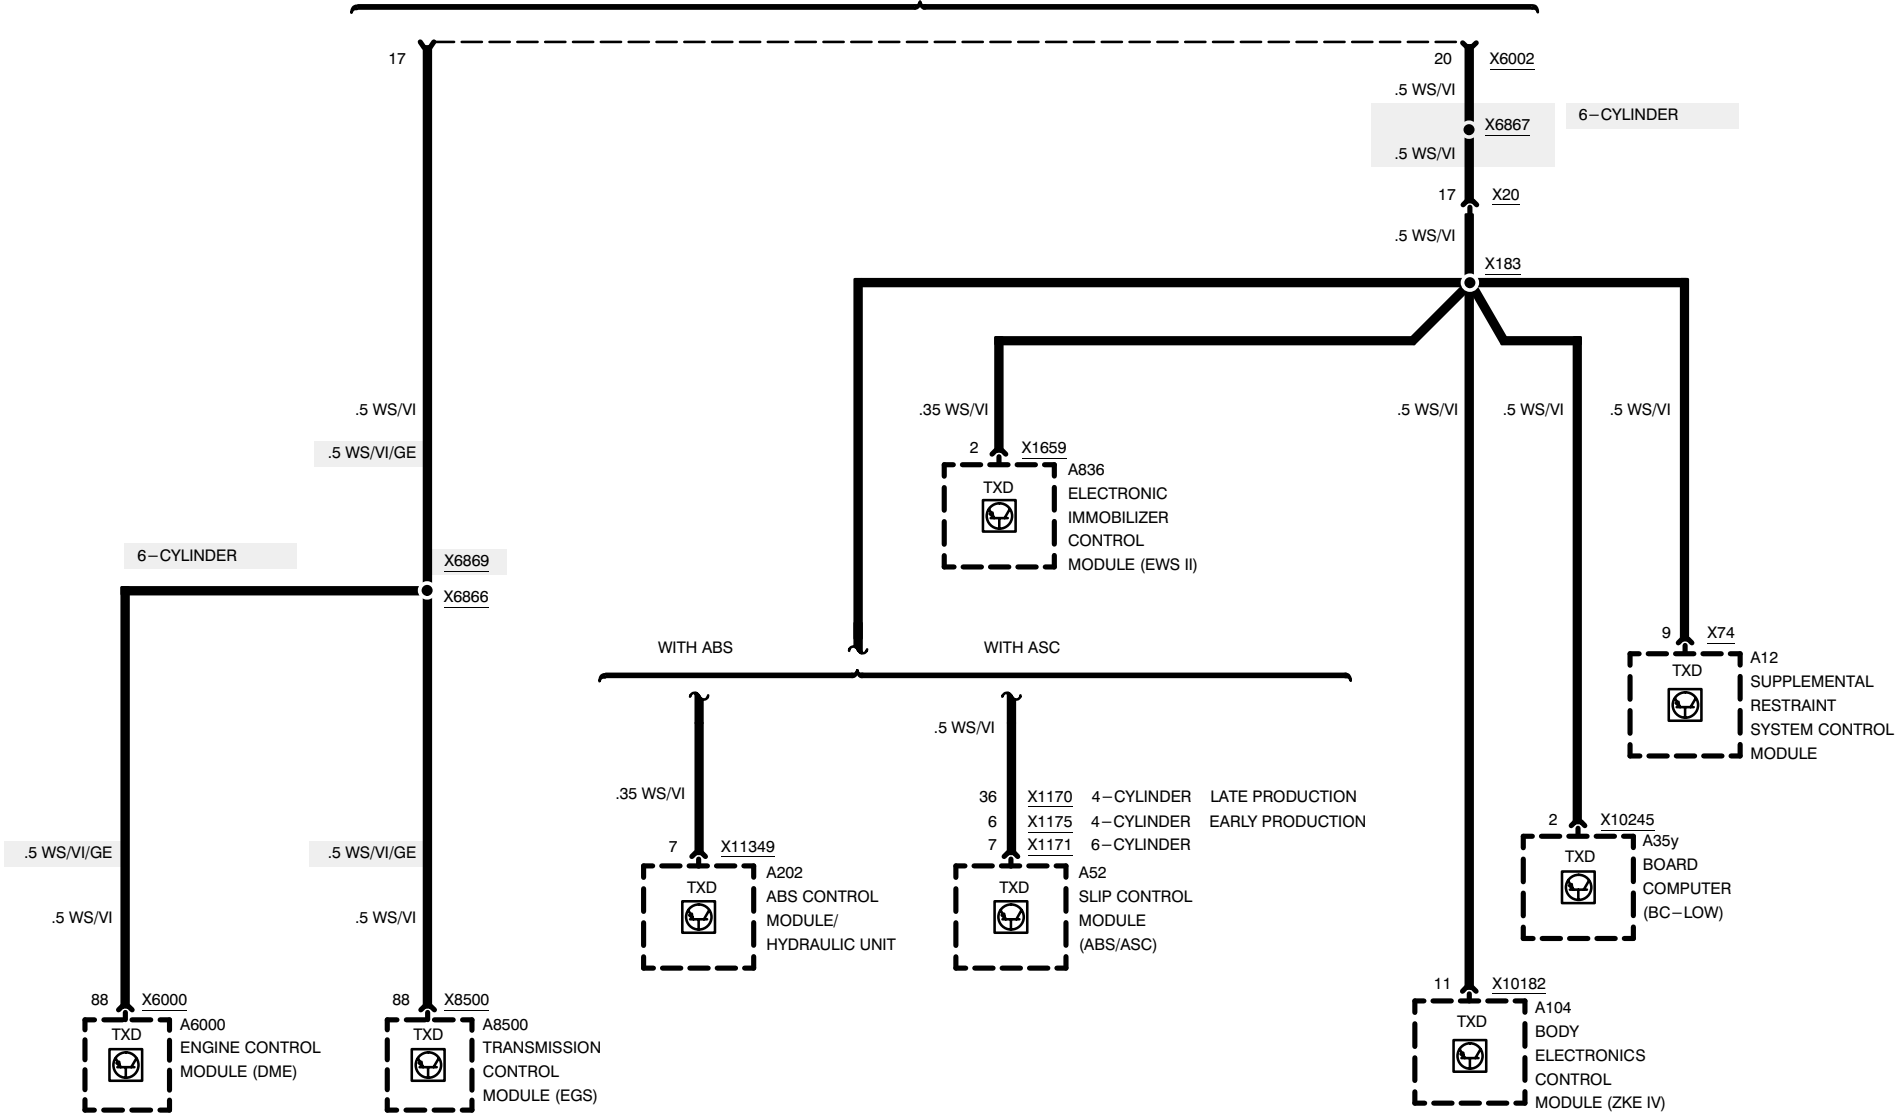 17
20 X6002
.5 WS/VI
6-CYLINDER
X6867
.5 WS/VI
17 X20
.5 WS/VI
X183
.5 WS/VI
.35 WS/VI
.5 WS/VI
.5 WS/VI
.5 WS/VI
.5 WS/VI/GE
2 X1659
A836
TXD
ELECTRONIC
IMMOBILIZER
CONTROL
MODULE (EWS II)
6-CYLINDER
X6869
X6866
WITH ABS
WITH ASC
9 X74
A12
TXD
SUPPLEMENTAL
RESTRAINT
SYSTEM CONTROL
MODULE
.5 WS/VI
.35 WS/VI
36 X1170 4-CYLINDER LATE PRODUCTION
6 X1175 4-CYLINDER EARLY PRODUCTION
7 X1171 6-CYLINDER
2 X10245
A35y
TXD
BOARD
COMPUTER
(BC-LOW)
.5 WS/VI/GE
.5 WS/VI/GE
7 X11349
A202
TXD
ABS CONTROL
MODULE/
HYDRAULIC UNIT
A52
TXD
SLIP CONTROL
MODULE
(ABS/ASC)
.5 WS/VI
.5 WS/VI
88 X6000
A6000
TXD
ENGINE CONTROL
MODULE (DME)
88 X8500
A8500
TXD
TRANSMISSION
CONTROL
MODULE (EGS)
11 X10182
A104
TXD
BODY
ELECTRONICS
CONTROL
MODULE (ZKE IV)